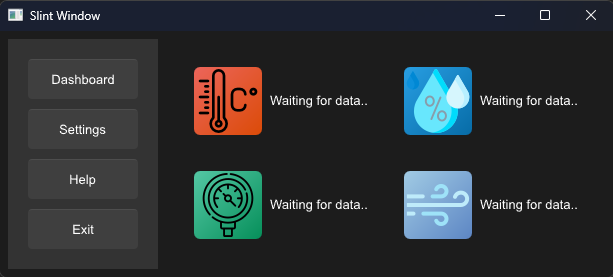 Slint Window
Dashboard
Settings
Help
Exit
C°
Waiting for data..
%
Waiting for data..
Waiting for data..
Waiting for data..